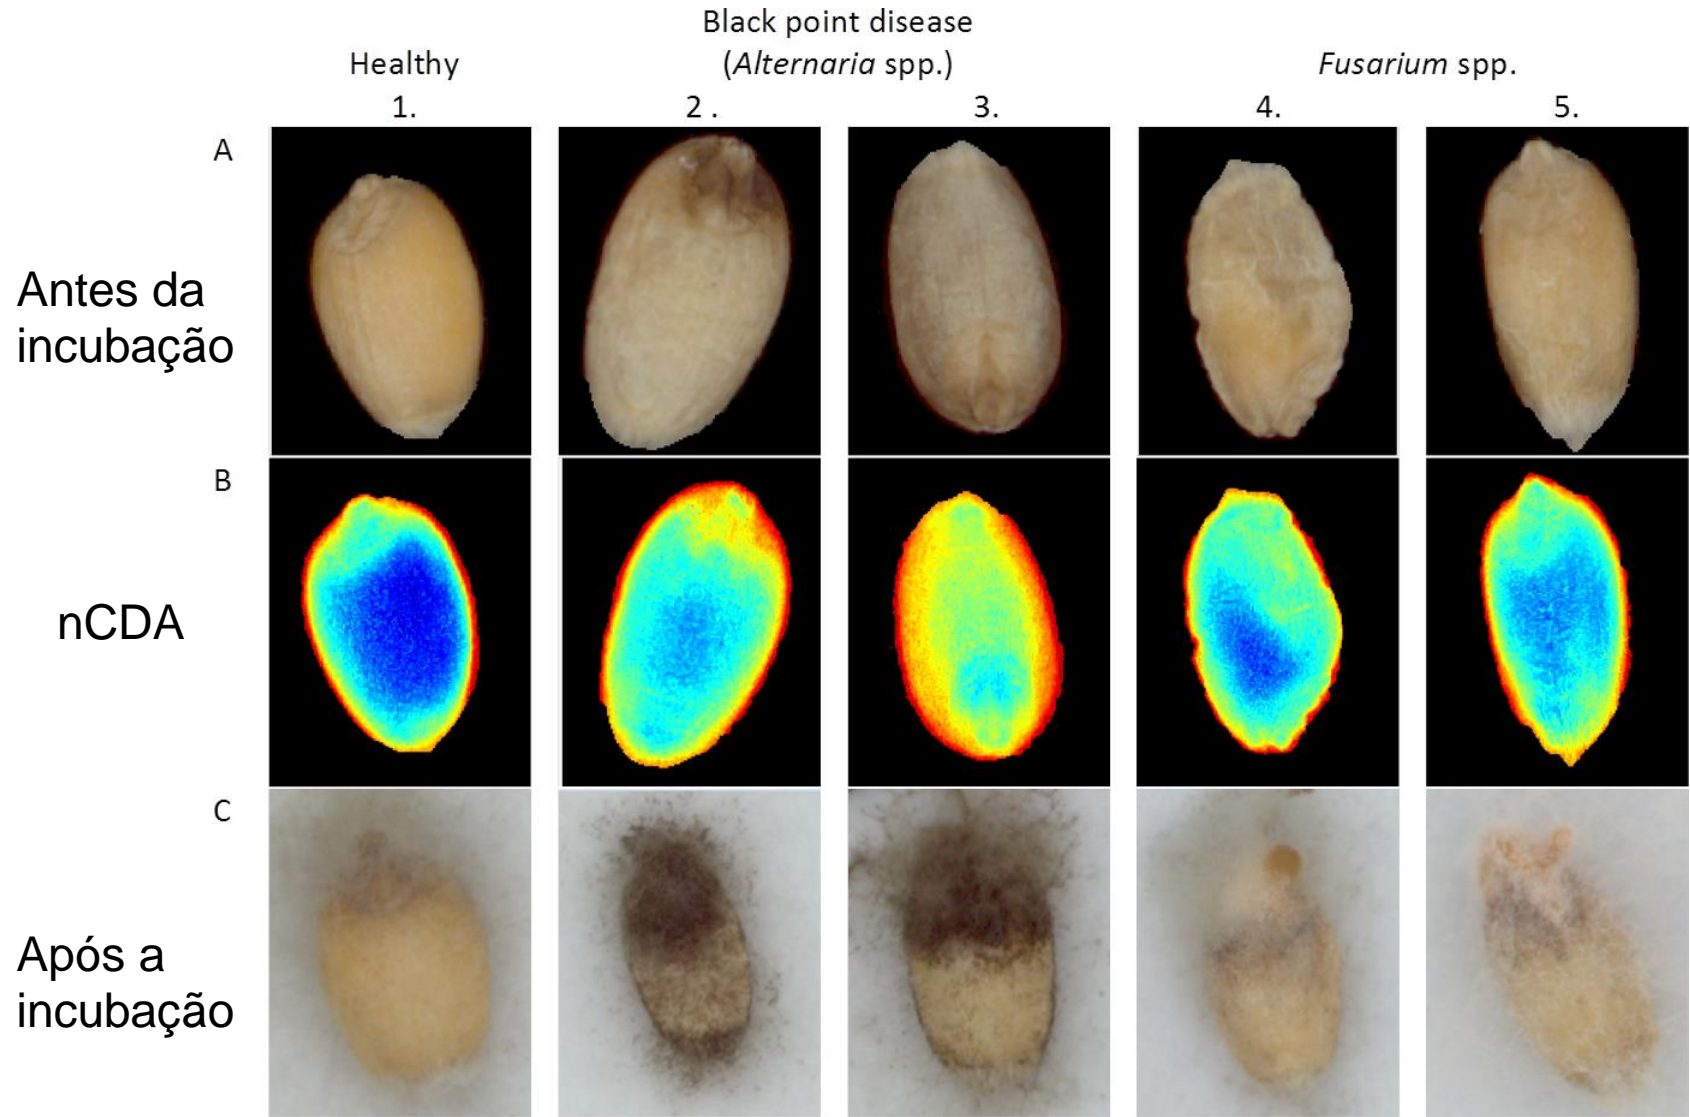 Black point disease
Healthy (Alternaria spp.) Fusarium spp.
1. 2 . 3. 4. 5.
A
Antes da
incubação
B
nCDA
C
Após a
incubação